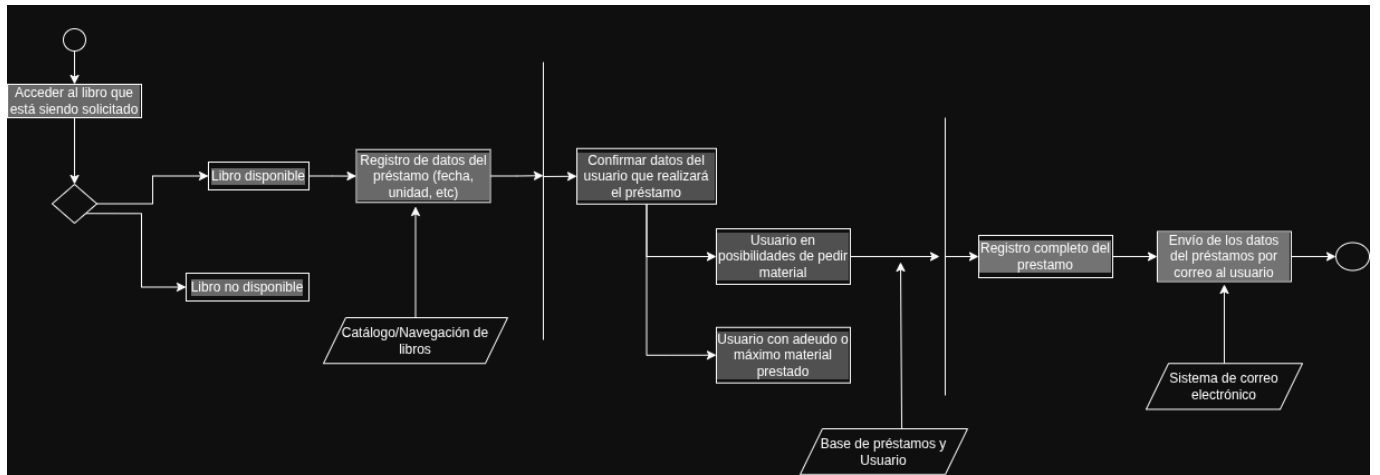 Acceder al libro que
está siendo solicitado
Libro disponible
Libro no disponible
Registro de datos del
préstamo (fecha,
unidad, etc)
Catálogo/Navegación de
libros
Confirmar datos del
usuario que realizará
el préstamo
Usuario en
posibilidades de pedir
material
Usuario con adeudo o
máximo material
prestado
Base de préstamos y
Usuario
Registro completo del
prestamo
Envío de los datos
del préstamos por
correo al usuario
Sistema de correo
electrónico